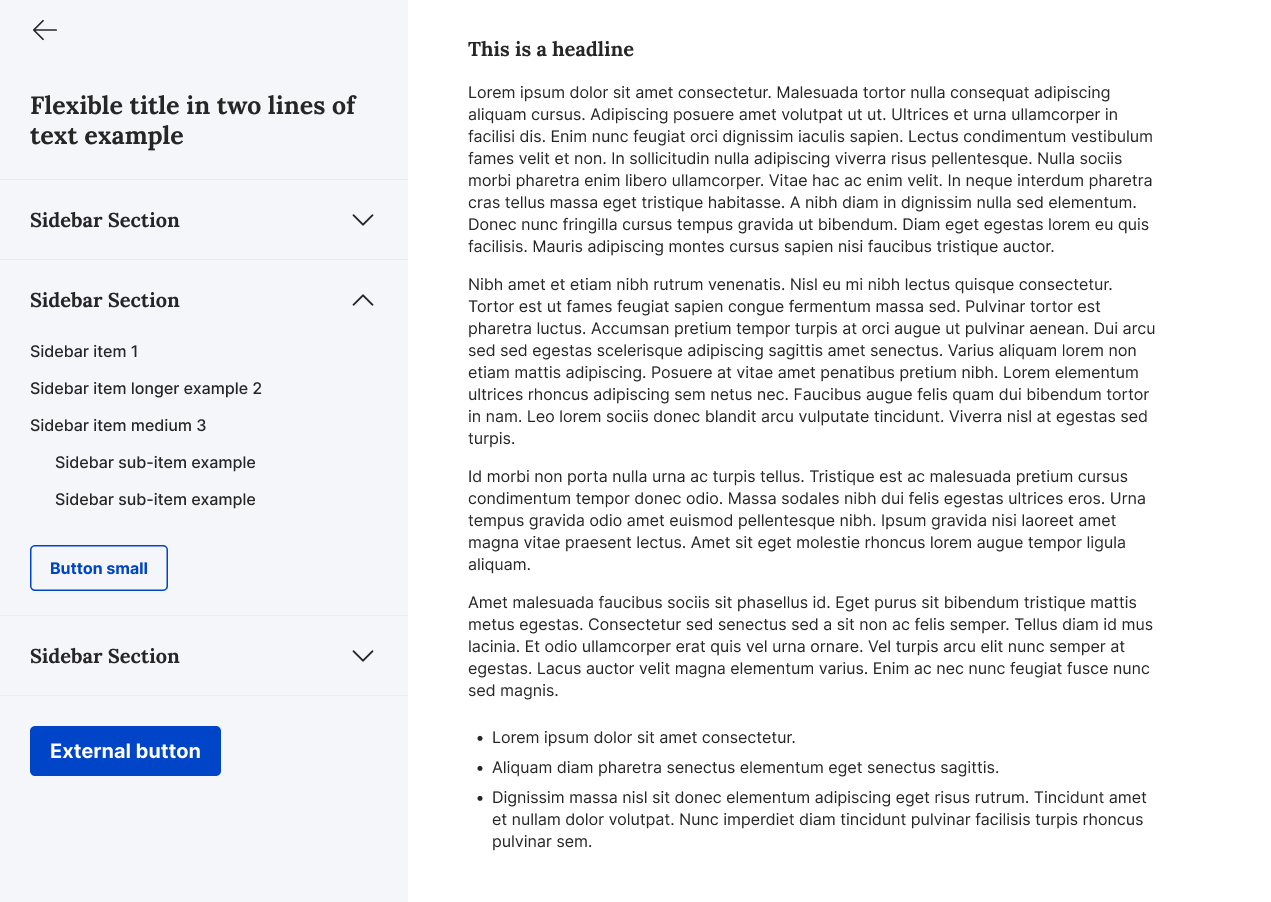 Flexible title in two lines of
text example
Sidebar Section
Sidebar Section
Sidebar item 1
Sidebar item longer example 2
Sidebar item medium 3
Sidebar sub-item example
Sidebar sub-item example
Button small
Sidebar Section
External button
This is a headline
Lorem ipsum dolor sit amet consectetur. Malesuada tortor nulla consequat adipiscing
aliquam cursus. Adipiscing posuere amet volutpat ut ut. Ultrices et urna ullamcorper in
facilisi dis. Enim nunc feugiat orci dignissim iaculis sapien. Lectus condimentum vestibulum
fames velit et non. In sollicitudin nulla adipiscing viverra risus pellentesque. Nulla sociis
morbi pharetra enim libero ullamcorper. Vitae hac ac enim velit. In neque interdum pharetra
cras tellus massa eget tristique habitasse. A nibh diam in dignissim nulla sed elementum.
Donec nunc fringilla cursus tempus gravida ut bibendum. Diam eget egestas lorem eu quis
facilisis. Mauris adipiscing montes cursus sapien nisi faucibus tristique auctor.
Nibh amet et etiam nibh rutrum venenatis. Nisl eu mi nibh lectus quisque consectetur.
Tortor est ut fames feugiat sapien congue fermentum massa sed. Pulvinar tortor est
pharetra luctus. Accumsan pretium tempor turpis at orci augue ut pulvinar aenean. Dui arcu
sed sed egestas scelerisque adipiscing sagittis amet senectus. Varius aliquam lorem non
etiam mattis adipiscing. Posuere at vitae amet penatibus pretium nibh. Lorem elementum
ultrices rhoncus adipiscing sem netus nec. Faucibus augue felis quam dui bibendum tortor
in nam. Leo lorem sociis donec blandit arcu vulputate tincidunt. Viverra nisl at egestas sed
turpis.
Id morbi non porta nulla urna ac turpis tellus. Tristique est ac malesuada pretium cursus
condimentum tempor donec odio. Massa sodales nibh dui felis egestas ultrices eros. Urna
tempus gravida odio amet euismod pellentesque nibh. Ipsum gravida nisi laoreet amet
magna vitae praesent lectus. Amet sit eget molestie rhoncus lorem augue tempor ligula
aliquam.
Amet malesuada faucibus sociis sit phasellus id. Eget purus sit bibendum tristique mattis
metus egestas. Consectetur sed senectus sed a sit non ac felis semper. Tellus diam id mus
lacinia. Et odio ullamcorper erat quis vel urna ornare. Vel turpis arcu elit nunc semper at
egestas. Lacus auctor velit magna elementum varius. Enim ac nec nunc feugiat fusce nunc
sed magnis.
• Lorem ipsum dolor sit amet consectetur.
• Aliquam diam pharetra senectus elementum eget senectus sagittis.
• Dignissim massa nisl sit donec elementum adipiscing eget risus rutrum. Tincidunt amet
et nullam dolor volutpat. Nunc imperdiet diam tincidunt pulvinar facilisis turpis rhoncus
pulvinar sem.